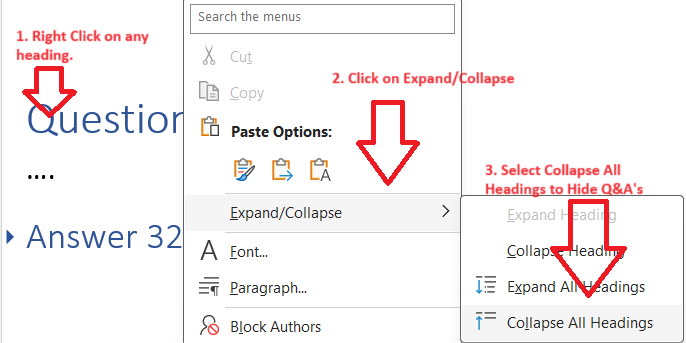 1. Right Click on any
heading.
Question
....
Answer 32
Search the menus
Cut
Copy
Paste Options:
Expand/Collapse
Font...
Paragraph...
Block Authors
2. Click on Expand/Collapse
3. Select Collapse All
Headings to Hide Q&A's
Expand Heading
Collapse Heading
Expand All Headings
Collapse All Headings